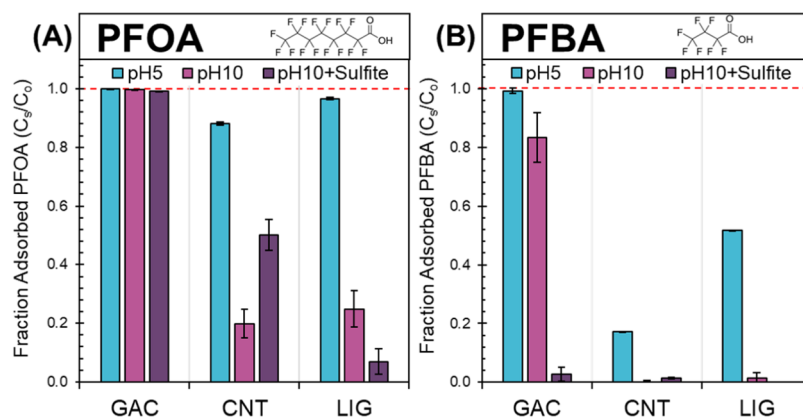 (A) PFOA
F F F F F F F O
F
F OH
F F F F F F
pH5 pH10 pH10+Sulfite
Fraction Adsorbed PFOA (Cs/Co)
1.0
0.8
0.6
0.4
0.2
0.0
GAC CNT LIG
(B) PFBA
F F F O
F
F OH
F F
pH5 pH10 pH10+Sulfite
Fraction Adsorbed PFBA (Cs/Co)
1.0
0.8
0.6
0.4
0.2
0.0
GAC CNT LIG